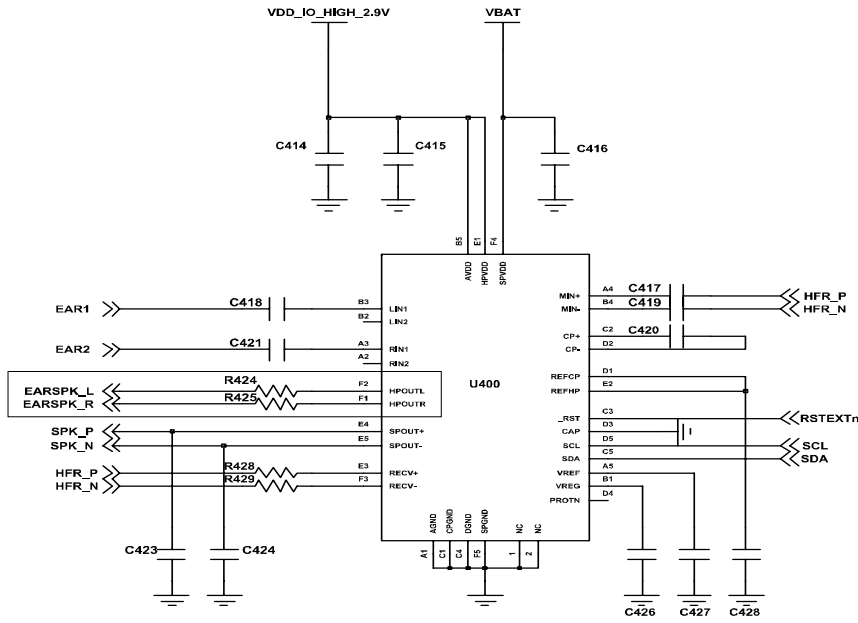 VDD_IO_HIGH_2.9V VBAT
C414 C415 C416
B5 E1 F4
AVDD HPVDD SPVDD
EAR1 C418 B3 LIN1 MIN+ A4 C417 HFR_P
B2 LIN2 MIN- B4 C419 HFR_N
EAR2 C421 A3 RIN1 CP+ C2 C420
A2 RIN2 CP- D2
EARSPK_L R424 F2 HPOUTL U400 REFCP D1
EARSPK_R R425 F1 HPOUTR REFHP E2
SPK_P E4 SPOUT+ _RST C3 RSTEXTn
SPK_N E5 SPOUT- CAP D3
SCL D5 SCL
SDA C5 SDA
HFR_P R428 E3 RECV+ VREF A5
HFR_N R429 F3 RECV- VREG B1
PROTN D4
AGND CPGND DGND SPGND NC NC
A1 C1 C4 F5 1 2
C423 C424
C426 C427 C428